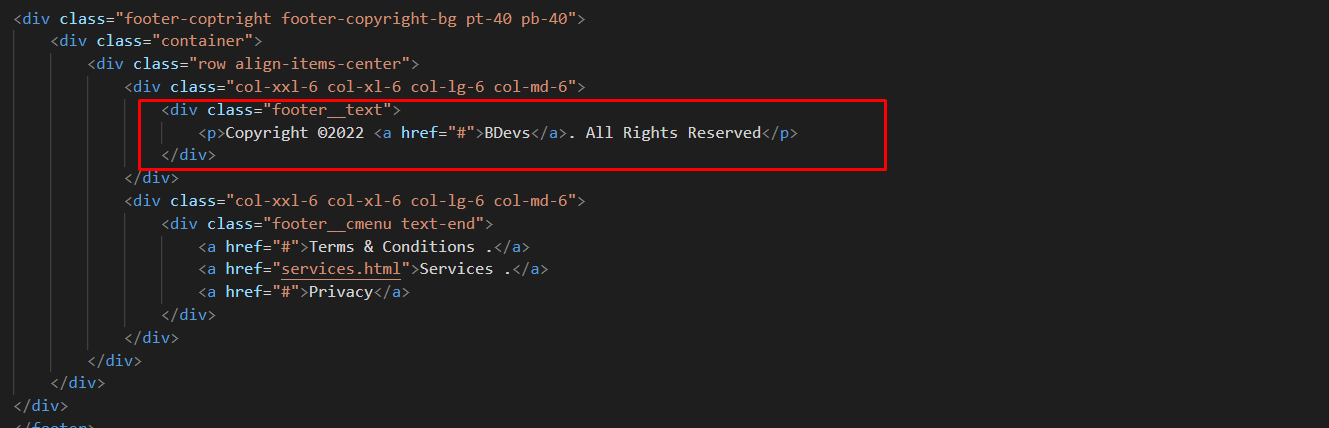 <div class="footer-coptright footer-copyright-bg pt-40 pb-40">
<div class="container">
<div class="row align-items-center">
<div class="col-xxl-6 col-xl-6 col-lg-6 col-md-6">
<div class="footer__text">
<p>Copyright ©2022 <a href="#">BDevs</a>. All Rights Reserved</p>
</div>
</div>
<div class="col-xxl-6 col-xl-6 col-lg-6 col-md-6">
<div class="footer__cmenu text-end">
<a href="#">Terms & Conditions .</a>
<a href="services.html">Services .</a>
<a href="#">Privacy</a>
</div>
</div>
</div>
</div>
</div>
</footer>